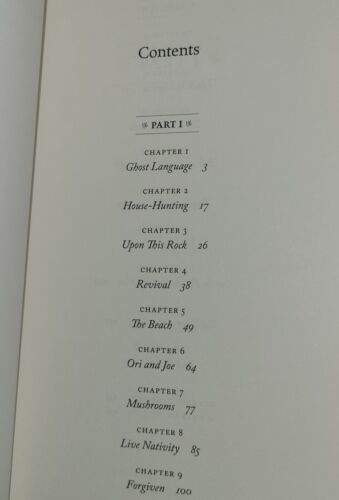 Contents
PART I
CHAPTER 1
Ghost Language 3
CHAPTER 2
House-Hunting 17
CHAPTER 3
Upon This Rock 26
CHAPTER 4
Revival 38
CHAPTER 5
The Beach 49
CHAPTER 6
Ori and Joe 64
CHAPTER 7
Mushrooms 77
CHAPTER 8
Live Nativity 85
CHAPTER 9
Forgiven 100